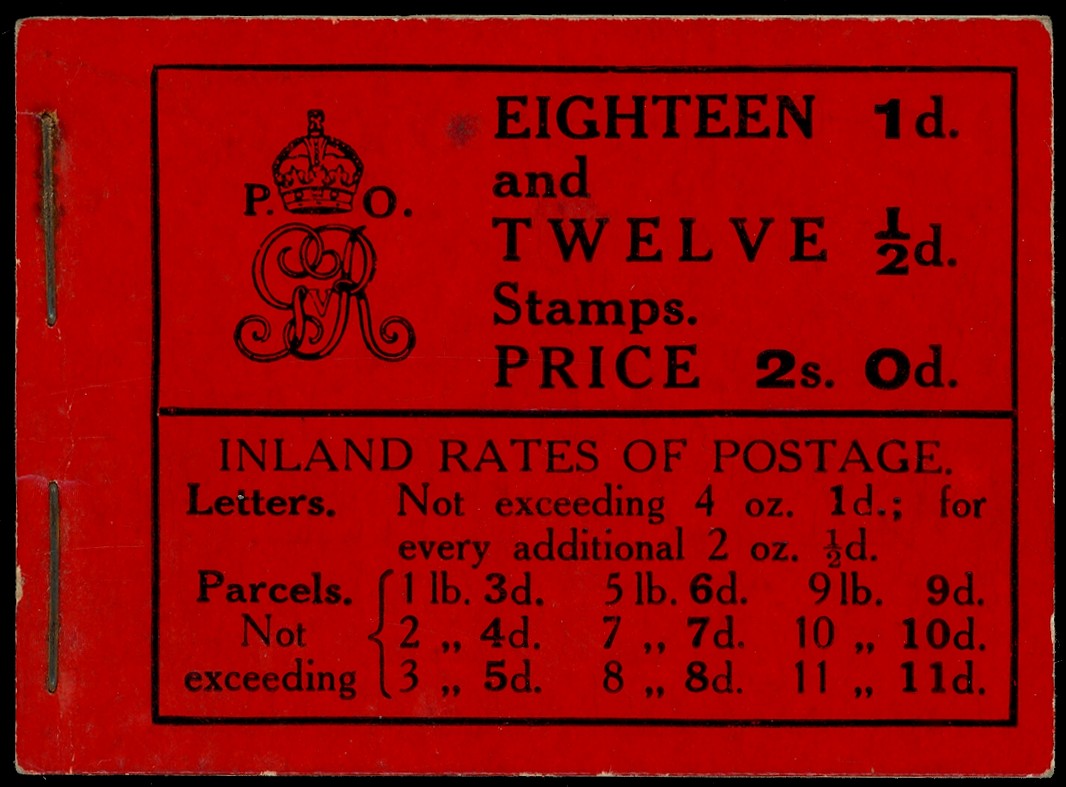 P. O.
GvR
EIGHTEEN 1d.
and
TWELVE ½d.
Stamps.
PRICE 2s. 0d.
INLAND RATES OF POSTAGE.
Letters. Not exceeding 4 oz. 1d.; for
every additional 2 oz. ½d.
Parcels. 1 lb. 3d. 5 lb. 6d. 9 lb. 9d.
Not 2 „ 4d. 7 „ 7d. 10 „ 10d.
exceeding 3 „ 5d. 8 „ 8d. 11 „ 11d.